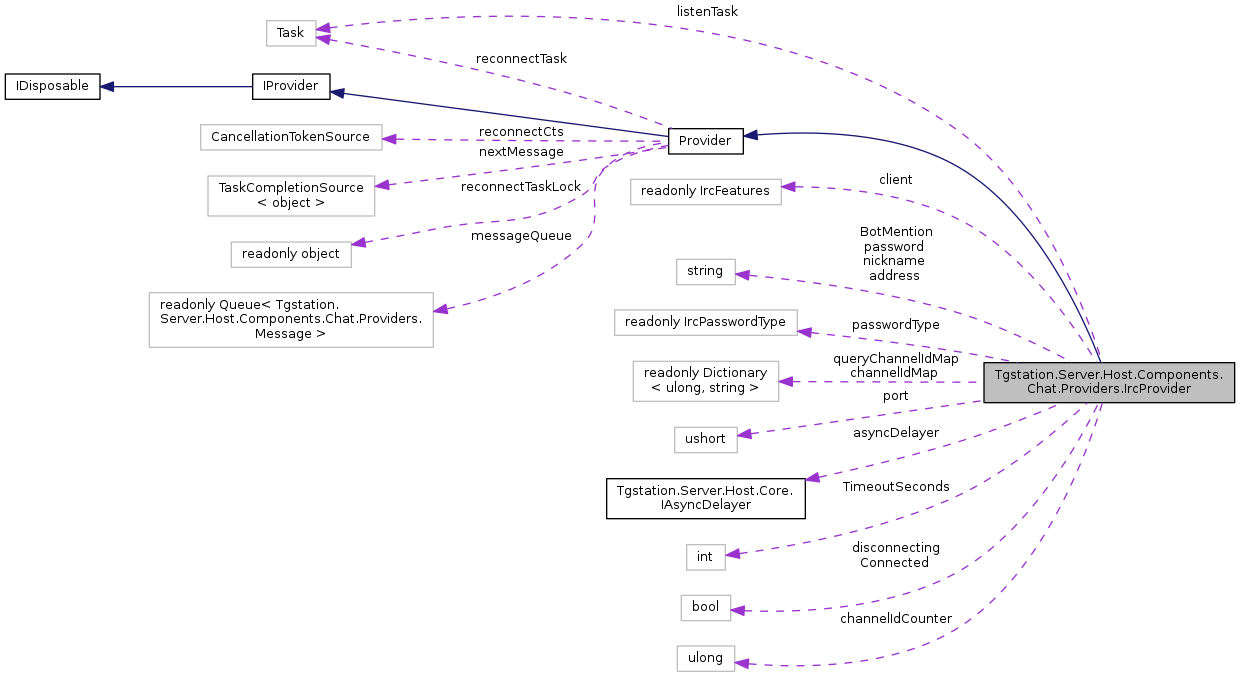 listenTask
Task
reconnectTask
IDisposable
IProvider
CancellationTokenSource
reconnectCts
Provider
nextMessage
TaskCompletionSource
< object >
reconnectTaskLock
readonly IrcFeatures
client
messageQueue
readonly object
BotMention
password
nickname
address
string
readonly Queue< Tgstation.
Server.Host.Components.Chat.Providers.
Message >
readonly IrcPasswordType
passwordType
queryChannelIdMap
channelIdMap
readonly Dictionary
< ulong, string >
Tgstation.Server.Host.Components.
Chat.Providers.IrcProvider
port
ushort
asyncDelayer
Tgstation.Server.Host.Core.
IAsyncDelayer
TimeoutSeconds
int
disconnecting
Connected
bool
channelIdCounter
ulong